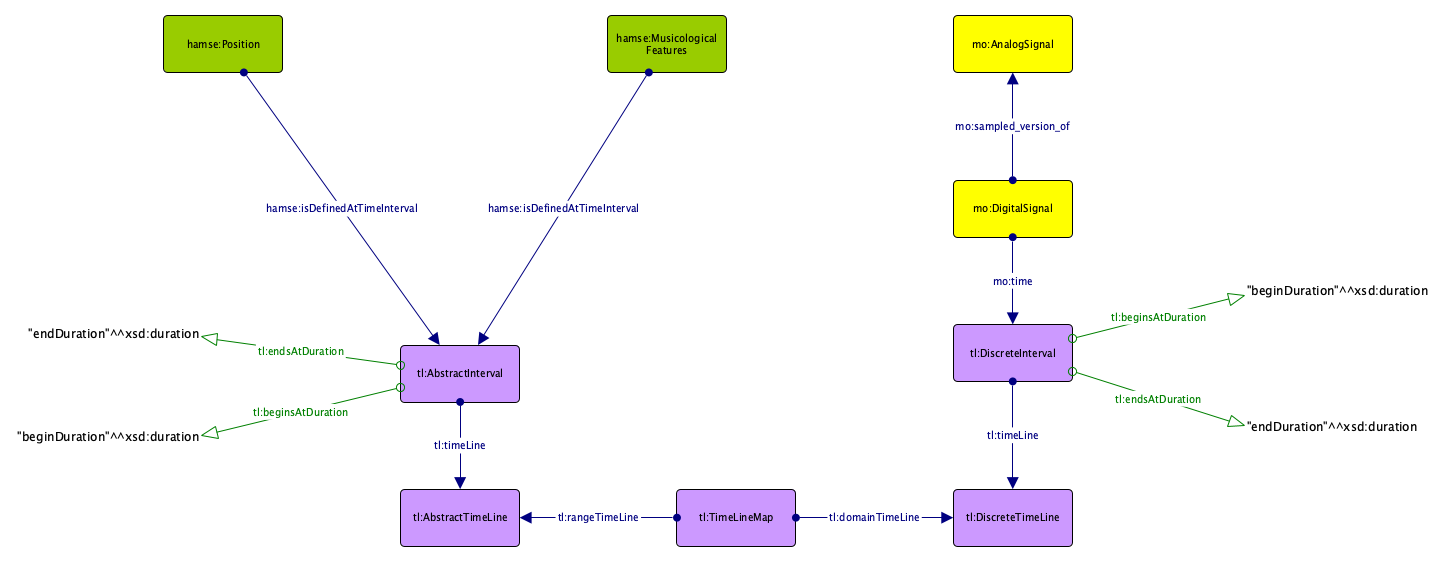 hamse:Position
hamse:Musicological
Features
mo:AnalogSignal
mo:sampled_version_of
hamse:isDefinedAtTimeInterval
hamse:isDefinedAtTimeInterval
mo:DigitalSignal
mo:time
"beginDuration"^^xsd:duration
tl:beginsAtDuration
"endDuration"^^xsd:duration
tl:endsAtDuration
tl:AbstractInterval
tl:DiscreteInterval
tl:endsAtDuration
tl:beginsAtDuration
"beginDuration"^^xsd:duration
"endDuration"^^xsd:duration
tl:timeLine
tl:timeLine
tl:AbstractTimeLine
tl:rangeTimeLine
tl:TimeLineMap
tl:domainTimeLine
tl:DiscreteTimeLine